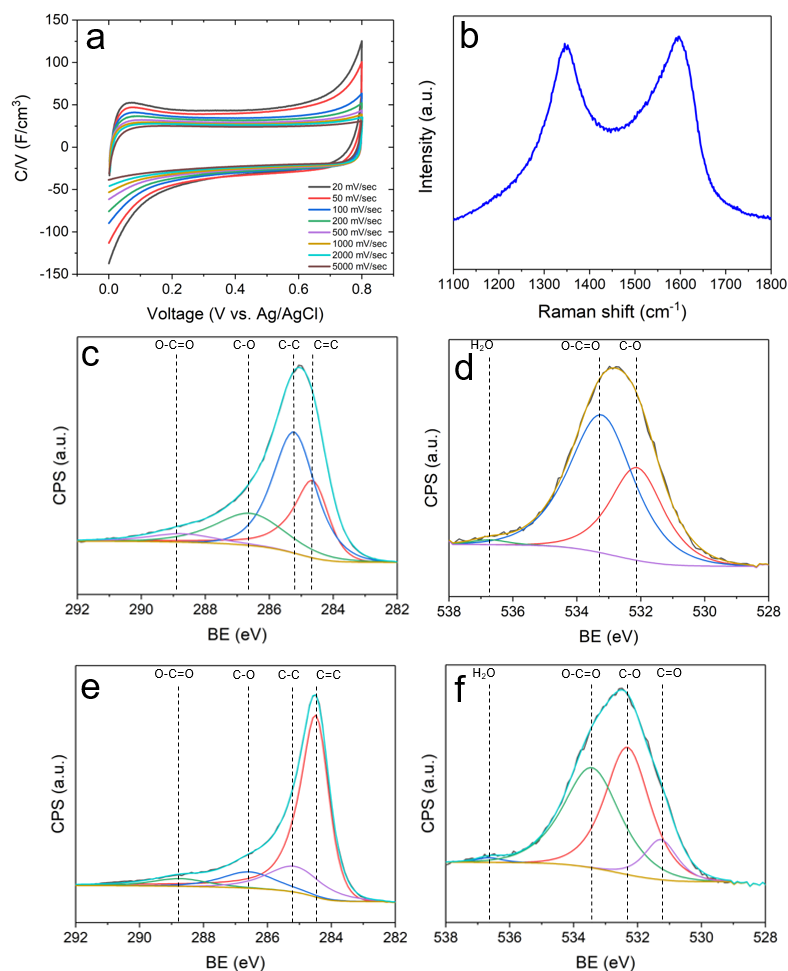 a
C/V (F/cm³)
150
100
50
0
-50
-100
-150
0.0 0.2 0.4 0.6 0.8
Voltage (V vs. Ag/AgCl)
20 mV/sec
50 mV/sec
100 mV/sec
200 mV/sec
500 mV/sec
1000 mV/sec
2000 mV/sec
5000 mV/sec
b
Intensity (a.u.)
1100 1200 1300 1400 1500 1600 1700 1800
Raman shift (cm⁻¹)
c
O-C=O C-O C-C C=C
CPS (a.u.)
292 290 288 286 284 282
BE (eV)
d
H₂O O-C=O C-O
CPS (a.u.)
538 536 534 532 530 528
BE (eV)
e
O-C=O C-O C-C C=C
CPS (a.u.)
292 290 288 286 284 282
BE (eV)
f
H₂O O-C=O C-O C=O
CPS (a.u.)
538 536 534 532 530 528
BE (eV)